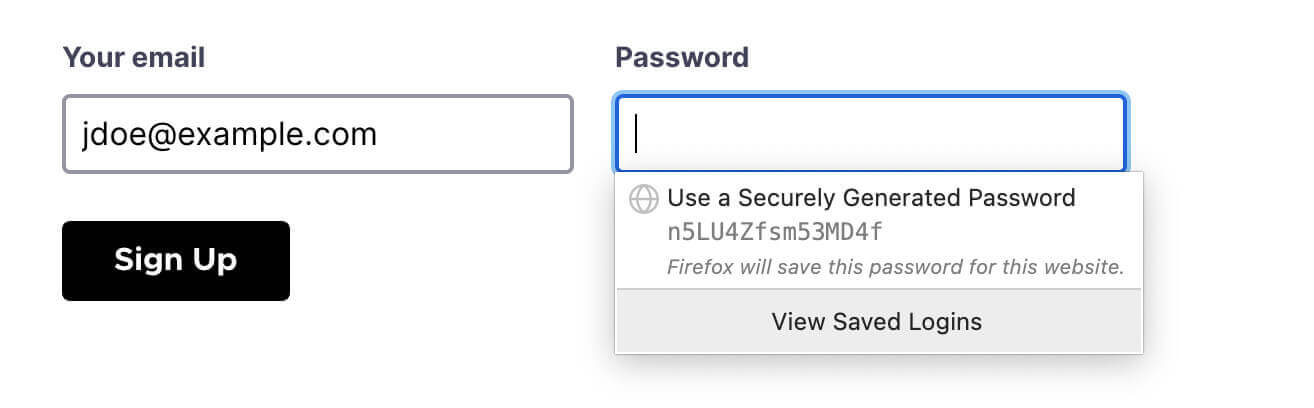 Your email
Password
jdoe@example.com
Use a Securely Generated Password
n5LU4Zfsm53MD4f
Firefox will save this password for this website.
View Saved Logins
Sign Up